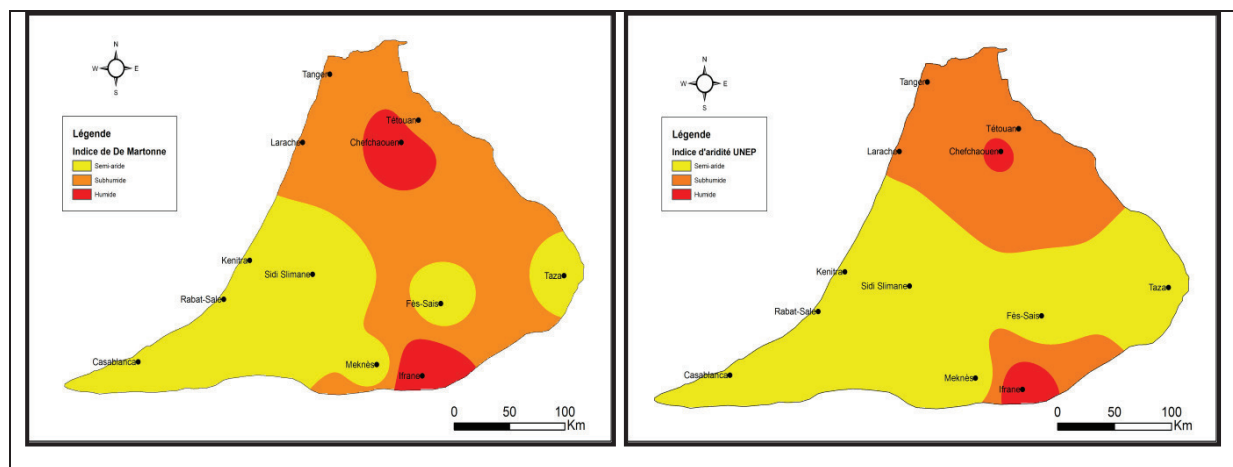 N
W E
S
Tanger
Tétouan
Larache
Chefchaouen
Légende
Indice de De Martonne
Semi-aride
Subhumide
Humide
Kenitra
Sidi Slimane
Taza
Rabat-Salé
Fès-Sais
Casablanca
Meknès
Ifrane
0 50 100
Km
N
W E
S
Tanger
Tétouan
Larache
Chefchaouen
Légende
Indice d'aridité UNEP
Semi-aride
Subhumide
Humide
Kenitra
Sidi Slimane
Taza
Rabat-Salé
Fès-Sais
Casablanca
Meknès
Ifrane
0 50 100
Km